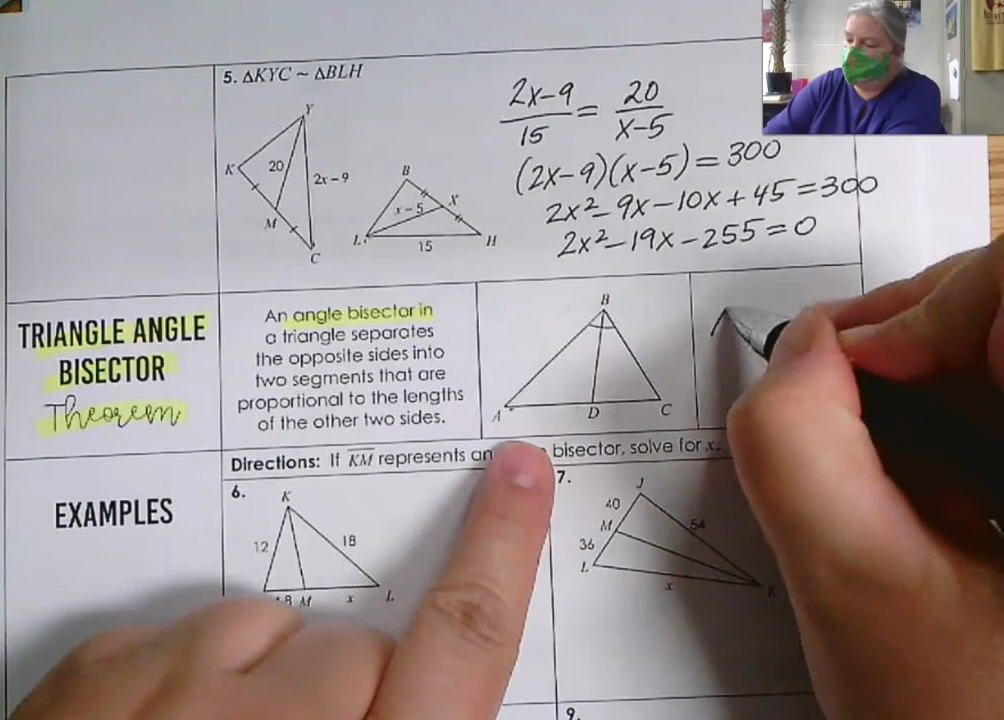 5. ΔKYC ~ ΔBLH
Y
K
20
2x - 9
M
C
B
x - 5
X
L
15
H
2x-9/15 = 20/x-5
(2x-9)(x-5) = 300
2x²-9x-10x+45=300
2x²-19x-255=0
TRIANGLE ANGLE
BISECTOR
Theorem
An angle bisector in
a triangle separates
the opposite sides into
two segments that are
proportional to the lengths
of the other two sides.
B
A
D
C
Directions: If KM represents an bisector, solve for x.
EXAMPLES
6.
K
12
18
8 M
x
L
7.
J
40
M
54
36
L
x
K
9.